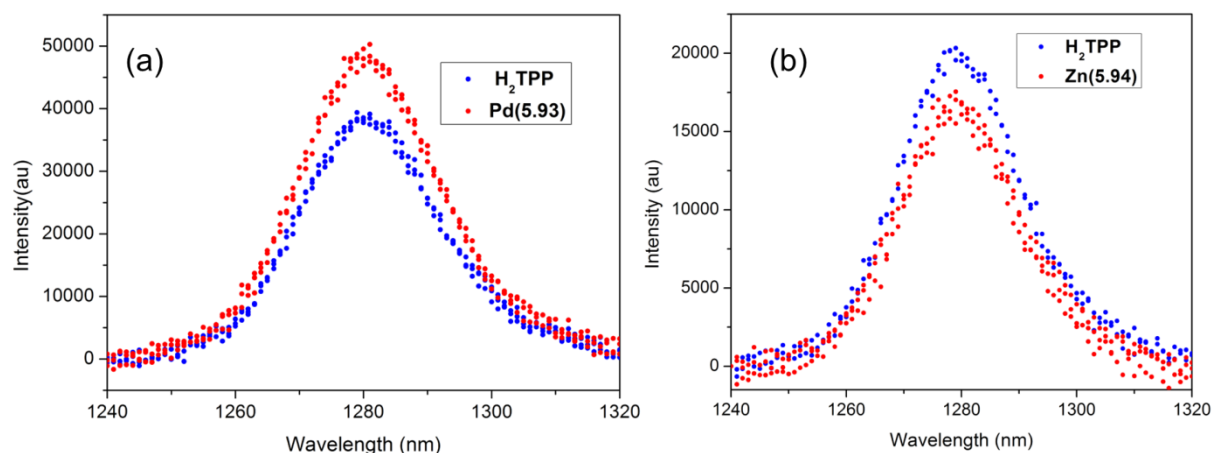 (a)
50000
40000
30000
20000
10000
0
Intensity(au)
H₂TPP
Pd(5.93)
1240 1260 1280 1300 1320
Wavelength (nm)
(b)
20000
15000
10000
5000
0
Intensity (au)
H₂TPP
Zn(5.94)
1240 1260 1280 1300 1320
Wavelength (nm)